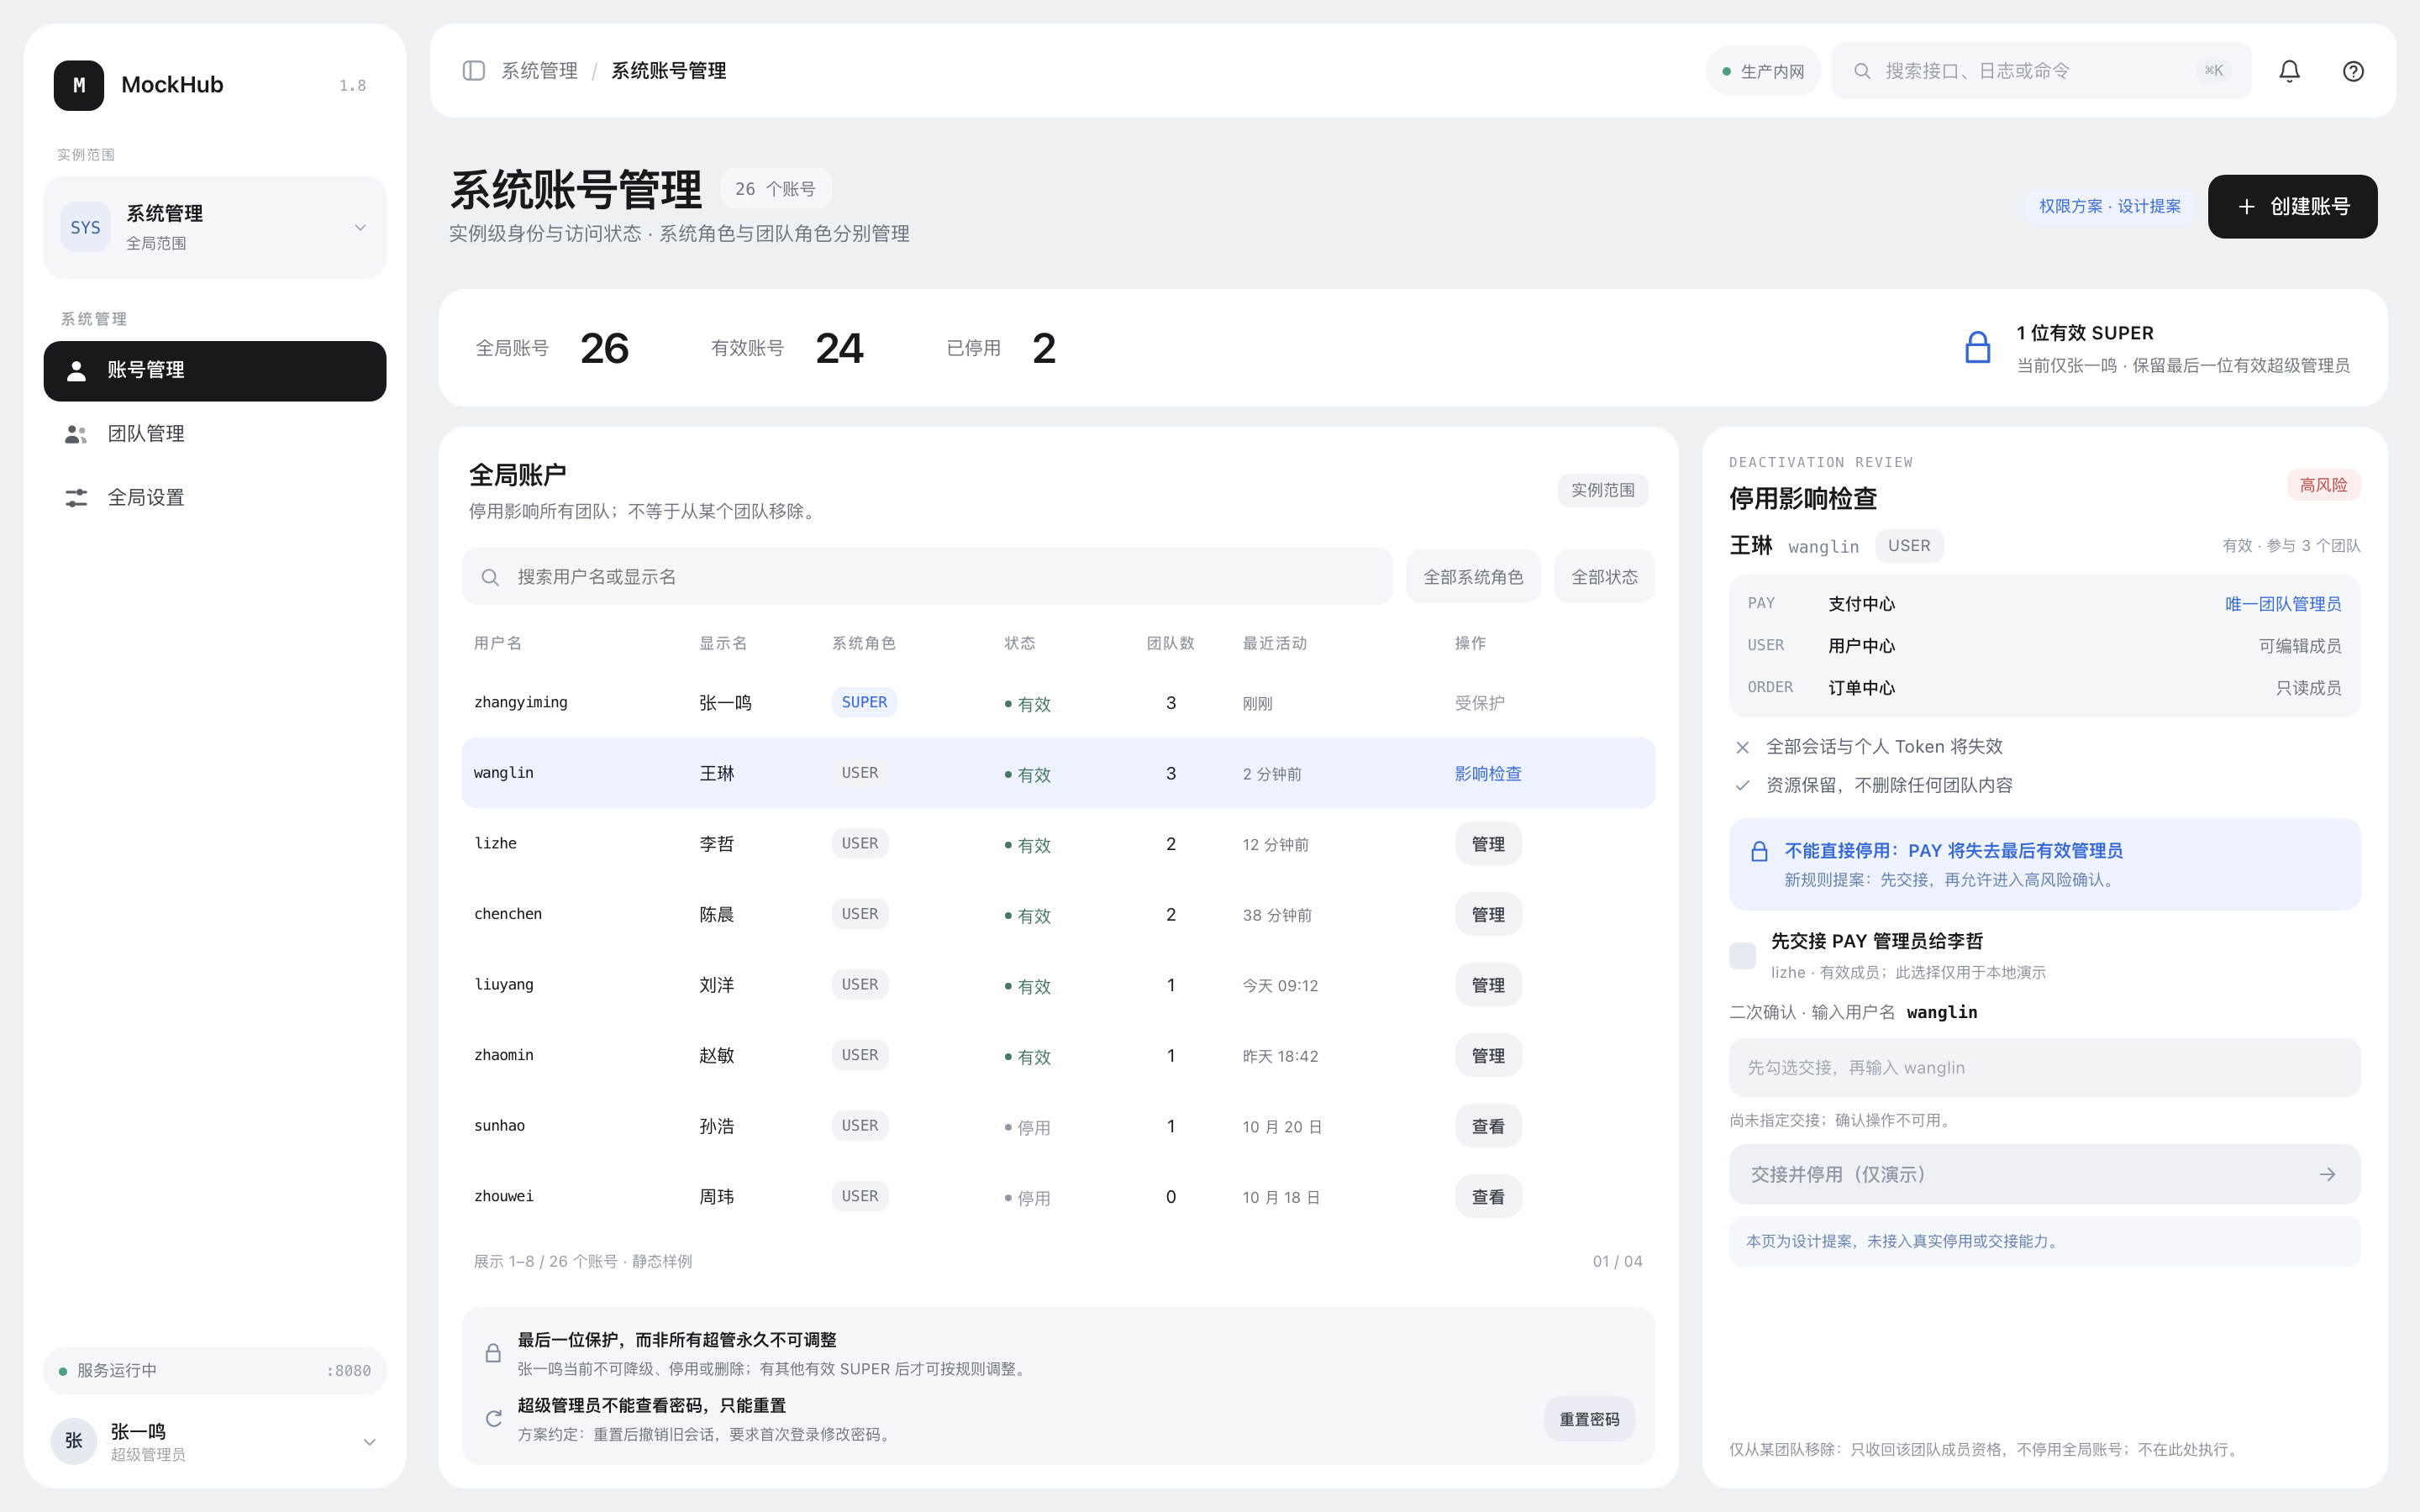 M MockHub 1.8
实例范围
SYS 系统管理
全局范围
系统管理
账号管理
团队管理
全局设置
服务运行中 :8080
张 张一鸣
超级管理员
系统管理 / 系统账号管理
生产内网
搜索接口、日志或命令 ⌘K
系统账号管理 26 个账号
实例级身份与访问状态 · 系统角色与团队角色分别管理
权限方案 · 设计提案
创建账号
全局账号 26 有效账号 24 已停用 2
1 位有效 SUPER
当前仅张一鸣 · 保留最后一位有效超级管理员
全局账户
停用影响所有团队；不等于从某个团队移除。
实例范围
搜索用户名或显示名 全部系统角色 全部状态
用户名 显示名 系统角色 状态 团队数 最近活动 操作
zhangyiming 张一鸣 SUPER 有效 3 刚刚 受保护
wanglin 王琳 USER 有效 3 2 分钟前 影响检查
lizhe 李哲 USER 有效 2 12 分钟前 管理
chenchen 陈晨 USER 有效 2 38 分钟前 管理
liuyang 刘洋 USER 有效 1 今天 09:12 管理
zhaomin 赵敏 USER 有效 1 昨天 18:42 管理
sunhao 孙浩 USER 停用 1 10 月 20 日 查看
zhouwei 周玮 USER 停用 0 10 月 18 日 查看
展示 1–8 / 26 个账号 · 静态样例 01 / 04
最后一位保护，而非所有超管永久不可调整
张一鸣当前不可降级、停用或删除；有其他有效 SUPER 后才可按规则调整。
超级管理员不能查看密码，只能重置
方案约定：重置后撤销旧会话，要求首次登录修改密码。
重置密码
DEACTIVATION REVIEW
停用影响检查
高风险
王琳 wanglin USER 有效 · 参与 3 个团队
PAY 支付中心 唯一团队管理员
USER 用户中心 可编辑成员
ORDER 订单中心 只读成员
全部会话与个人 Token 将失效
资源保留，不删除任何团队内容
不能直接停用：PAY 将失去最后有效管理员
新规则提案：先交接，再允许进入高风险确认。
先交接 PAY 管理员给李哲
lizhe · 有效成员；此选择仅用于本地演示
二次确认 · 输入用户名 wanglin
先勾选交接，再输入 wanglin
尚未指定交接；确认操作不可用。
交接并停用（仅演示）
本页为设计提案，未接入真实停用或交接能力。
仅从某团队移除：只收回该团队成员资格，不停用全局账号；不在此处执行。